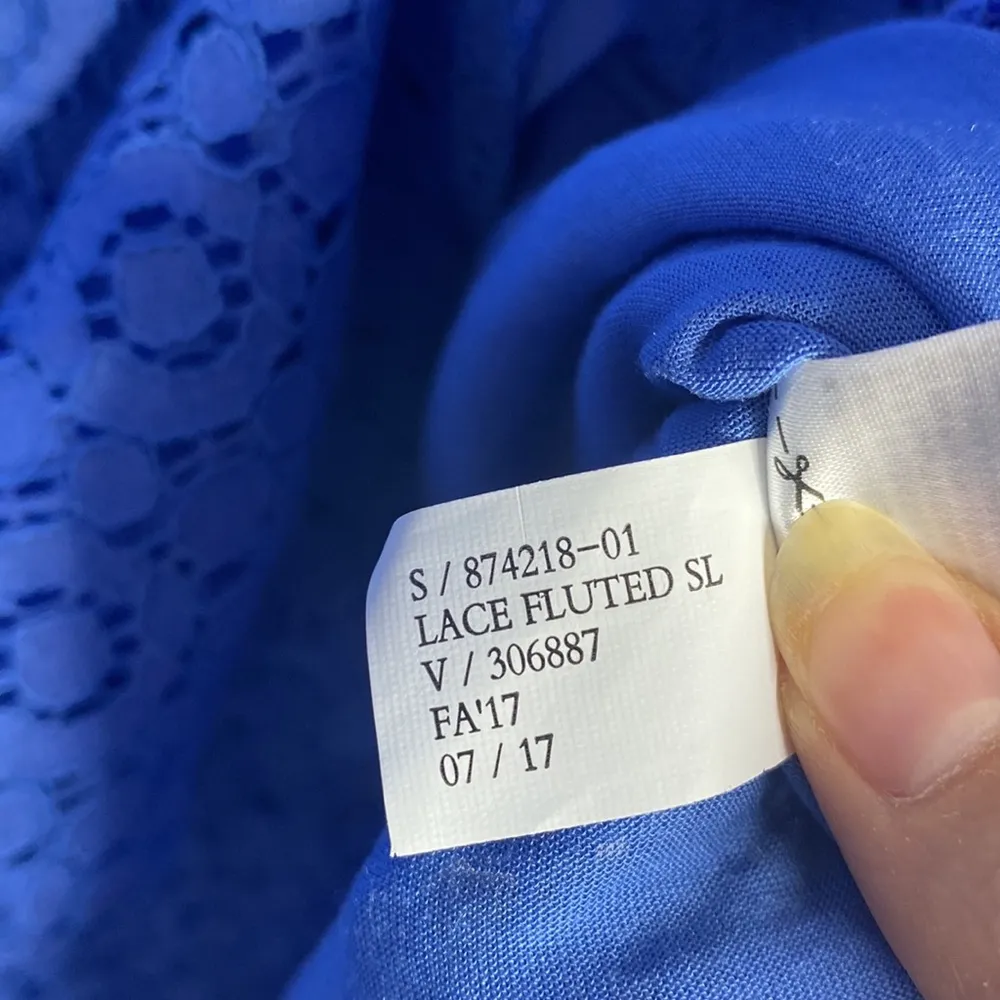 S / 874218-01
LACE FLUTED SL
V / 306887
FA'17
07 / 17